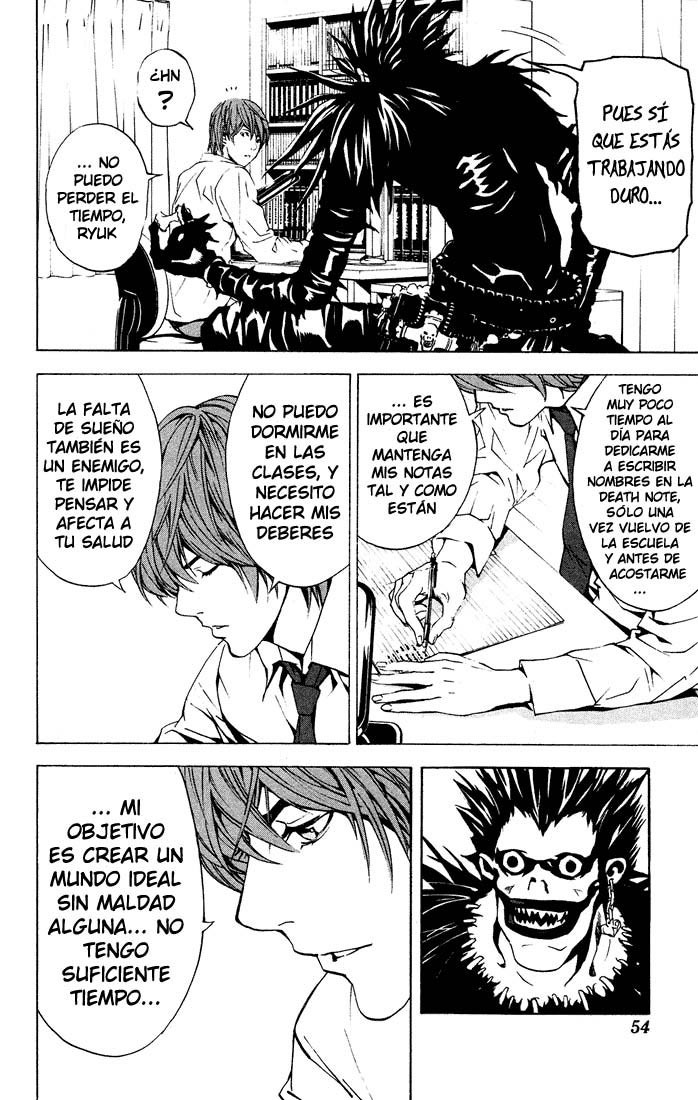 PUES SÍ
QUE ESTÁS
TRABAJANDO
DURO...
¿HN
?
... NO
PUEDO
PERDER EL
TIEMPO,
RYUK
TENGO
MUY POCO
TIEMPO AL
DÍA PARA
DEDICARME
A ESCRIBIR
NOMBRES EN LA
DEATH NOTE,
SÓLO UNA
VEZ VUELVO DE
LA ESCUELA
Y ANTES DE
ACOSTARME
...
... ES
IMPORTANTE
QUE
MANTENGA
MIS NOTAS
TAL Y COMO
ESTÁN
NO PUEDO
DORMIRME
EN LAS
CLASES, Y
NECESITO
HACER MIS
DEBERES
LA FALTA
DE SUEÑO
TAMBIÉN ES
UN ENEMIGO,
TE IMPIDE
PENSAR Y
AFECTA A
TU SALUD
... MI
OBJETIVO
ES CREAR UN
MUNDO IDEAL
SIN MALDAD
ALGUNA... NO
TENGO
SUFICIENTE
TIEMPO...
54